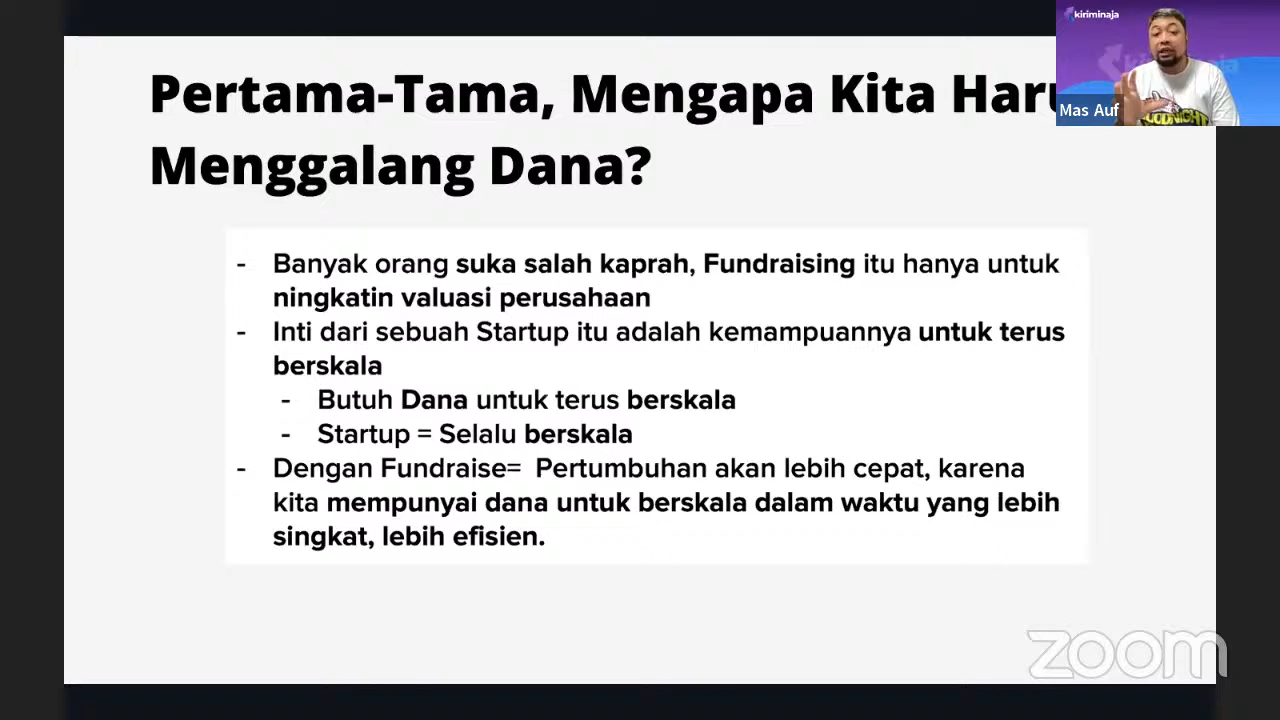 Pertama-Tama, Mengapa Kita Haru
Menggalang Dana?
- Banyak orang suka salah kaprah, Fundraising itu hanya untuk
ningkatin valuasi perusahaan
- Inti dari sebuah Startup itu adalah kemampuannya untuk terus
berskala
- Butuh Dana untuk terus berskala
- Startup = Selalu berskala
- Dengan Fundraise= Pertumbuhan akan lebih cepat, karena
kita mempunyai dana untuk berskala dalam waktu yang lebih
singkat, lebih efisien.
kiriminaja
Mas Auf
zoom